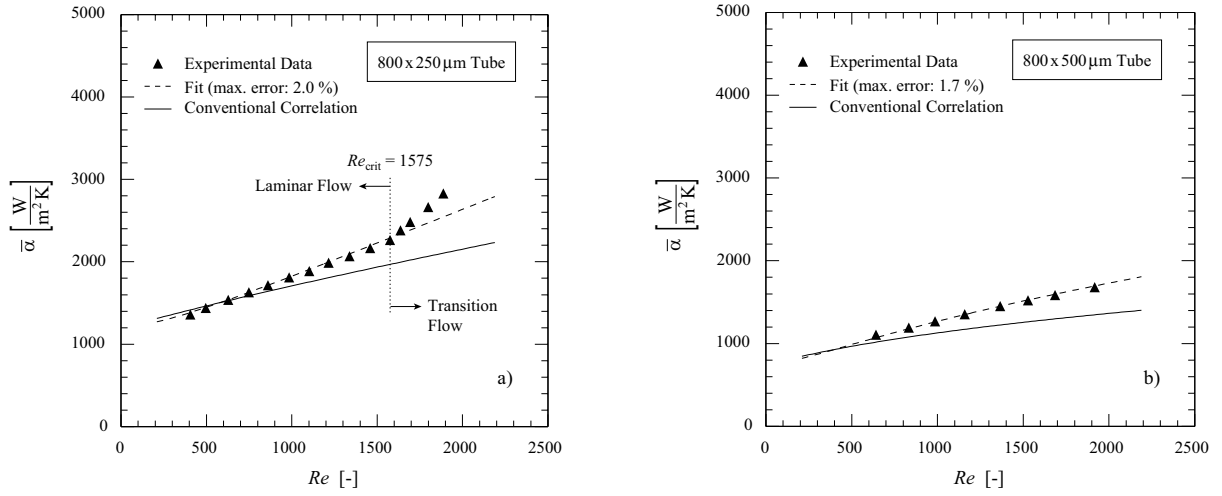 5000
4000
3000
2000
1000
0
0
500
1000
1500
2000
2500
▲ Experimental Data
Fit (max. error: 2.0 %)
Conventional Correlation
800 x 250 μm Tube
Re_crit = 1575
Laminar Flow
Transition
Flow
a)
α̅ [W / m² K]
Re [-]
5000
4000
3000
2000
1000
0
0
500
1000
1500
2000
2500
▲ Experimental Data
Fit (max. error: 1.7 %)
Conventional Correlation
800 x 500 μm Tube
b)
α̅ [W / m² K]
Re [-]